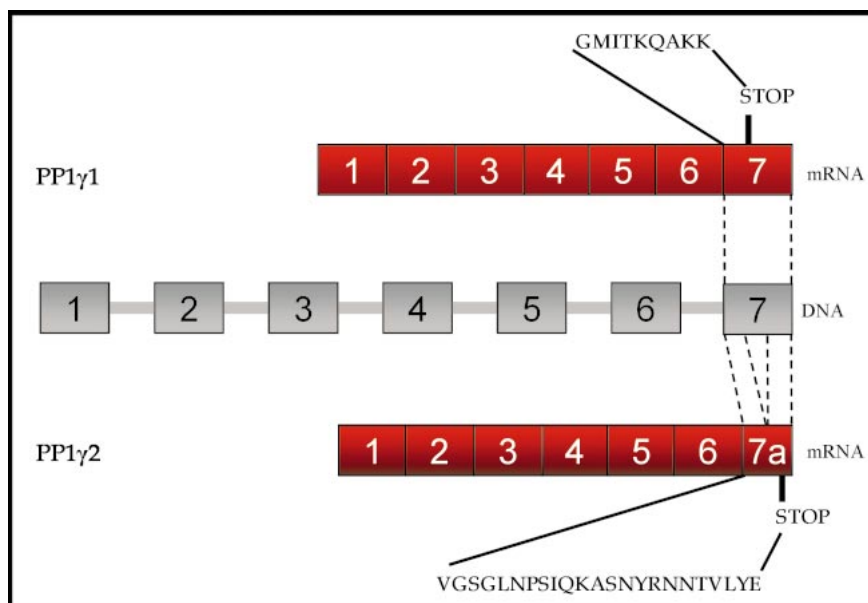 GMITKQAKK
STOP
PP1γ1
1 2 3 4 5 6 7 mRNA
1 2 3 4 5 6 7 DNA
PP1γ2
1 2 3 4 5 6 7a mRNA
STOP
VGSGLNPSIQKASNYRNNTVLYE